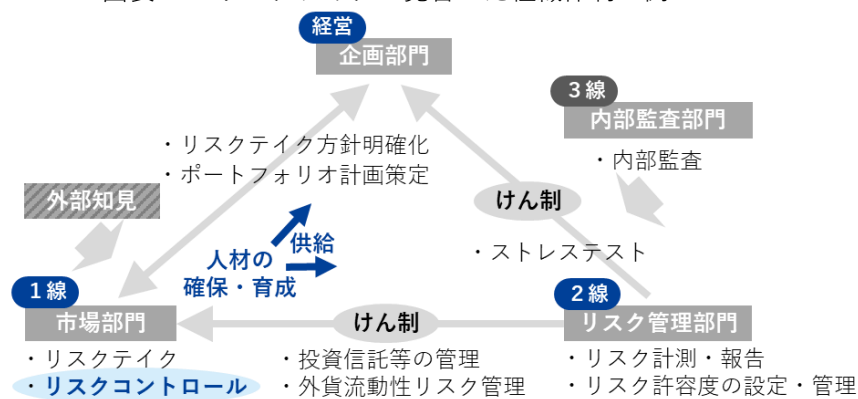 経営
企画部門
3線
内部監査部門
・リスクテイク方針明確化
・ポートフォリオ計画策定
・内部監査
外部知見
けん制
人材の
確保・育成
供給
・ストレステスト
1線
市場部門
けん制
2線
リスク管理部門
・リスクテイク
・リスクコントロール
・投資信託等の管理
・外貨流動性リスク管理
・リスク計測・報告
・リスク許容度の設定・管理